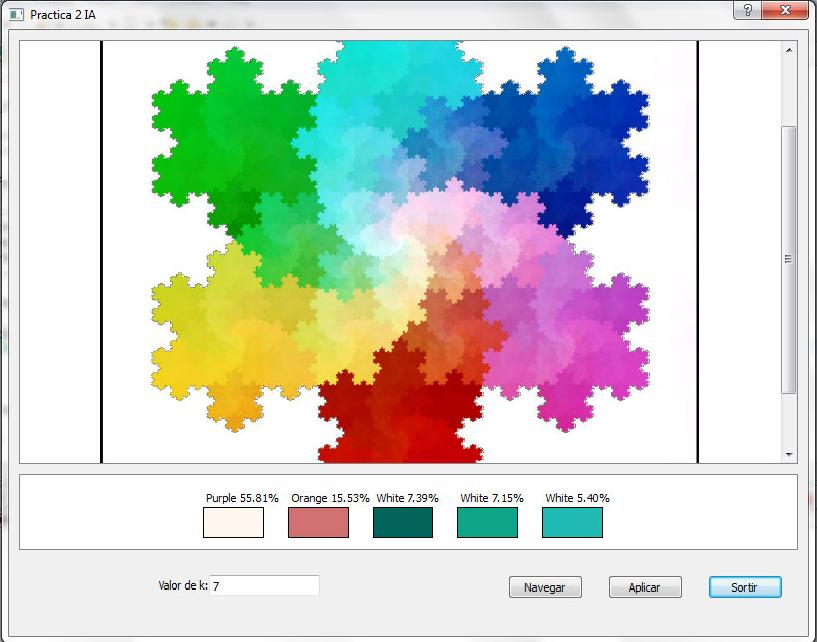 Practica 2 IA
Purple 55.81% Orange 15.53% White 7.39% White 7.15% White 5.40%
Valor de k: 7 Navegar Aplicar Sortir